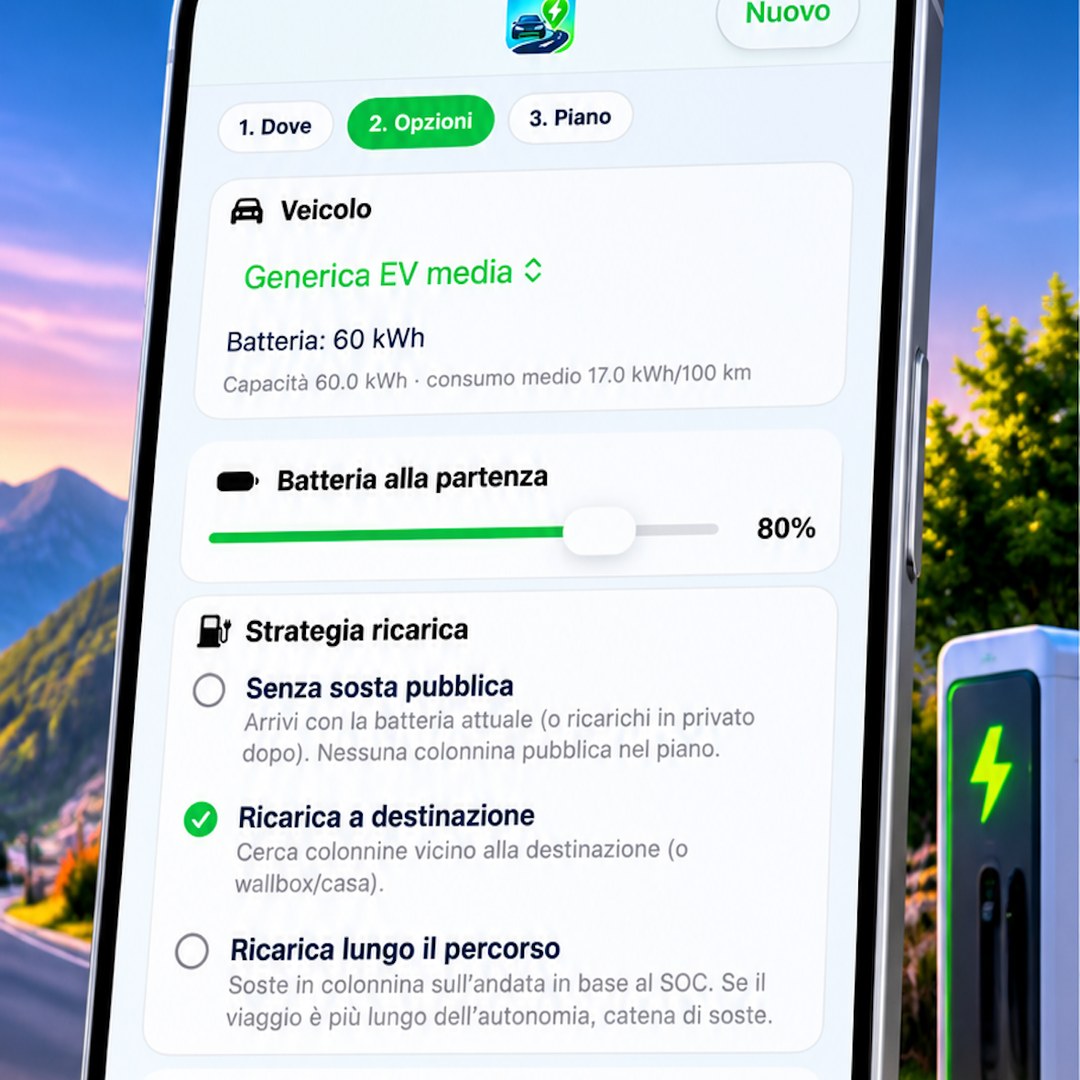 Nuovo
1. Dove
2. Opzioni
3. Piano
Veicolo
Generica EV media
Batteria: 60 kWh
Capacità 60.0 kWh · consumo medio 17.0 kWh/100 km
Batteria alla partenza
80%
Strategia ricarica
Senza sosta pubblica
Arrivi con la batteria attuale (o ricarichi in privato
dopo). Nessuna colonnina pubblica nel piano.
Ricarica a destinazione
Cerca colonnine vicino alla destinazione (o
wallbox/casa).
Ricarica lungo il percorso
Soste in colonnina sull'andata in base al SOC. Se il
viaggio è più lungo dell'autonomia, catena di soste.